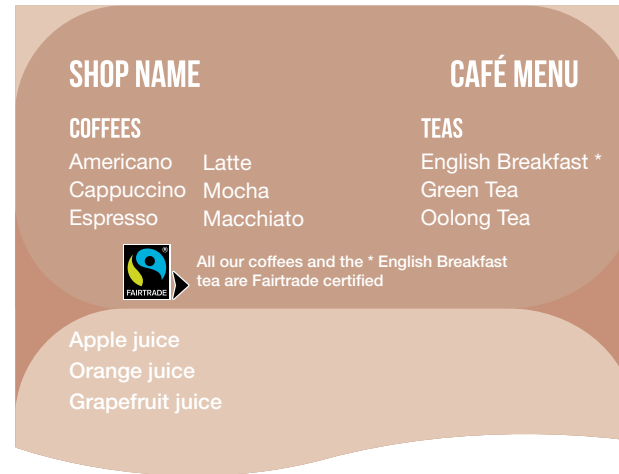 SHOP NAME
CAFÉ MENU
COFFEES
Americano
Cappuccino
Espresso
Latte
Mocha
Macchiato
TEAS
English Breakfast *
Green Tea
Oolong Tea
®
FAIRTRADE
All our coffees and the * English Breakfast
tea are Fairtrade certified
Apple juice
Orange juice
Grapefruit juice